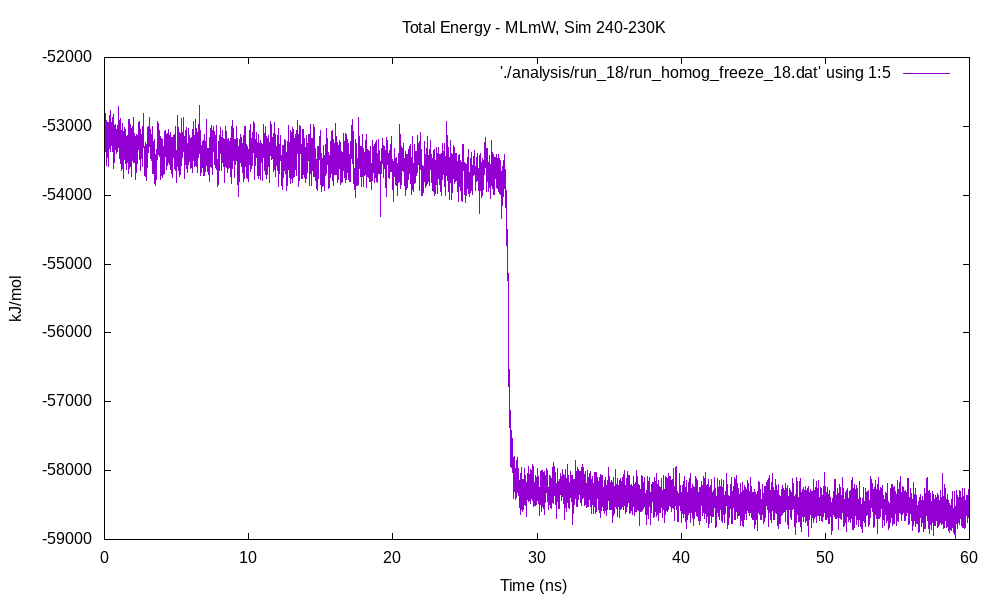 Total Energy - MLmW, Sim 240-230K
'./analysis/run_18/run_homog_freeze_18.dat' using 1:5
kJ/mol
-52000
-53000
-54000
-55000
-56000
-57000
-58000
-59000
0 10 20 30 40 50 60
Time (ns)